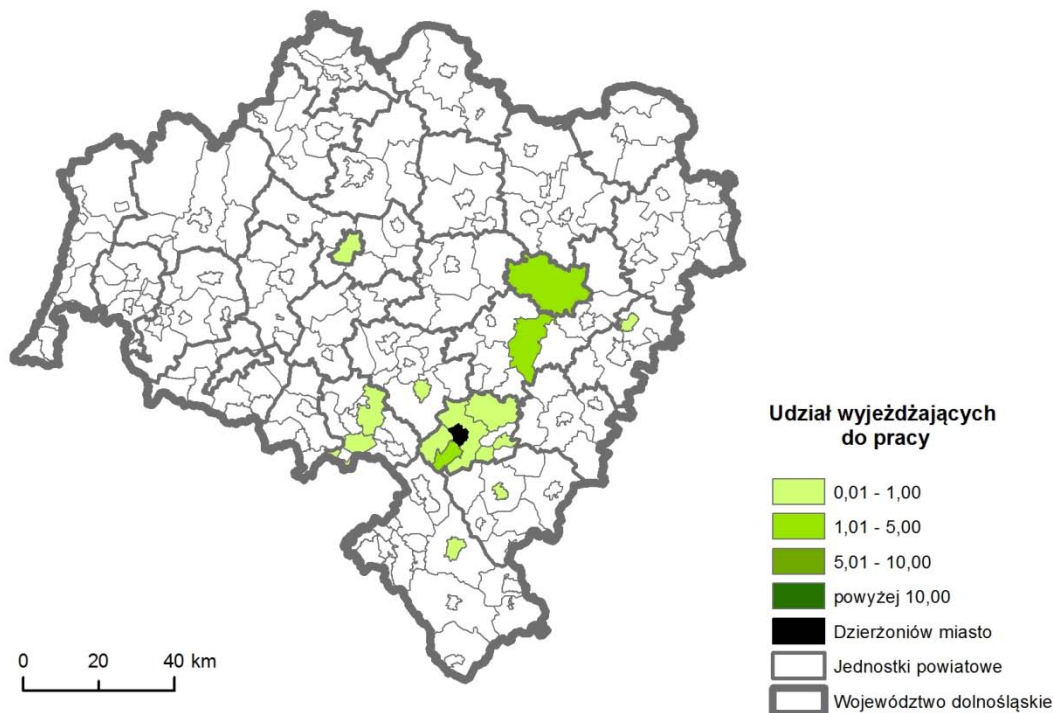 Udział wyjeżdżających
do pracy
0,01 - 1,00
1,01 - 5,00
5,01 - 10,00
powyżej 10,00
Dzierżoniów miasto
Jednostki powiatowe
Województwo dolnośląskie
0 20 40 km